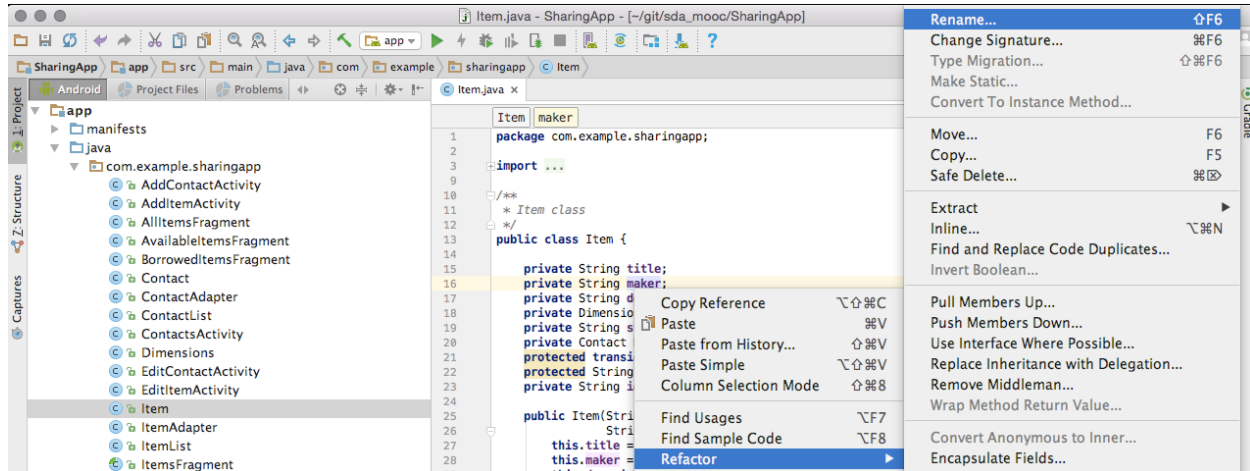 Item.java - SharingApp - [~/git/sda_mooc/SharingApp]
app
?
SharingApp app src main java com example sharingapp Item
Android Project Files Problems
Item.java ×
1: Project
Z: Structure
Captures
Gradle
app
manifests
java
com.example.sharingapp
AddContactActivity
AddItemActivity
AllItemsFragment
AvailableItemsFragment
BorrowedItemsFragment
Contact
ContactAdapter
ContactList
ContactsActivity
Dimensions
EditContactActivity
EditItemActivity
Item
ItemAdapter
ItemList
ItemsFragment
Item maker
1 package com.example.sharingapp;
2
3 import ...
9
10 /**
11 * Item class
12 */
13 public class Item {
14
15 private String title;
16 private String maker;
17 private String d
18 private Dimensio
19 private String s
20 private Contact
21 protected transi
22 protected String
23 private String i
24
25 public Item(Stri
26 Stri
27 this.title =
28 this.maker =
Copy Reference ⌥⇧⌘C
Paste ⌘V
Paste from History... ⇧⌘V
Paste Simple ⌥⇧⌘V
Column Selection Mode ⇧⌘8
Find Usages ⌥F7
Find Sample Code ⌥F8
Refactor
Rename... ⇧F6
Change Signature... ⌘F6
Type Migration... ⇧⌘F6
Make Static...
Convert To Instance Method...
Move... F6
Copy... F5
Safe Delete... ⌘⌦
Extract
Inline... ⌥⌘N
Find and Replace Code Duplicates...
Invert Boolean...
Pull Members Up...
Push Members Down...
Use Interface Where Possible...
Replace Inheritance with Delegation...
Remove Middleman...
Wrap Method Return Value...
Convert Anonymous to Inner...
Encapsulate Fields...